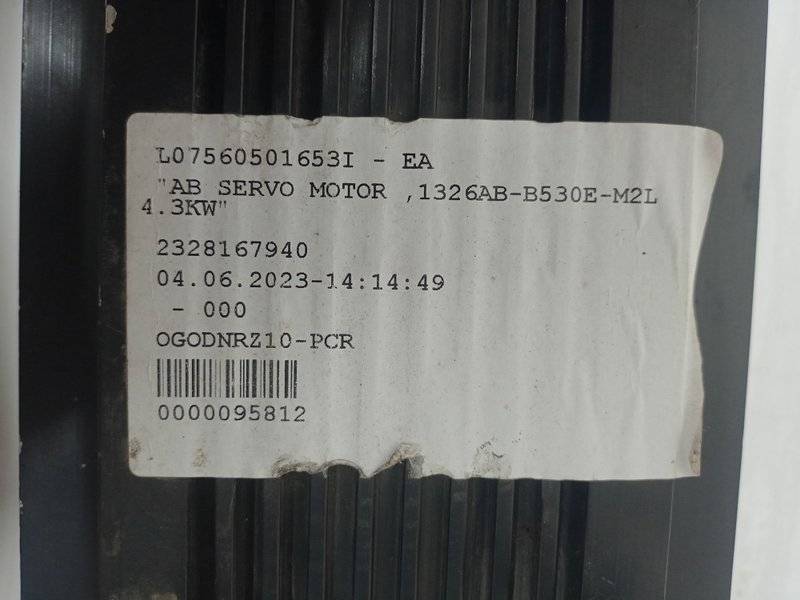 L07560501653I - EA
"AB SERVO MOTOR ,1326AB-B530E-M2L
4.3KW"
2328167940
04.06.2023-14:14:49
- 000
OGODNRZ10-PCR
0000095812